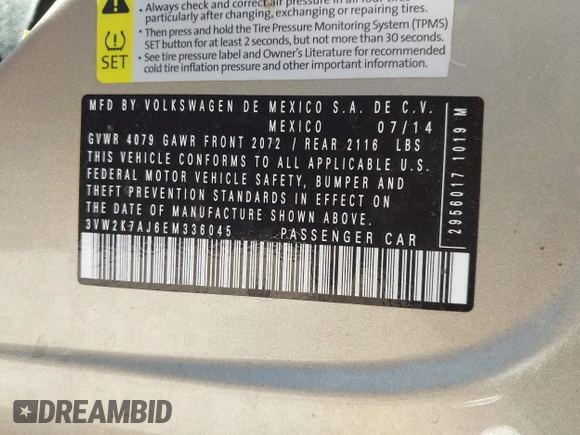 Always check and correct air pressure in all four tires
particularly after changing, exchanging or repairing tires.
•Then press and hold the Tire Pressure Monitoring System (TPMS)
SET button for at least 2 seconds, but not more than 30 seconds.
•See tire pressure label and Owner's Literature for recommended
cold tire inflation pressure and other important information.
SET
MFD BY VOLKSWAGEN DE MEXICO S.A. DE C.V.
MEXICO 07/14
GVWR 4079 GAWR FRONT 2072 / REAR 2116 LBS
THIS VEHICLE CONFORMS TO ALL APPLICABLE U.S.
FEDERAL MOTOR VEHICLE SAFETY, BUMPER AND
THEFT PREVENTION STANDARDS IN EFFECT ON
THE DATE OF MANUFACTURE SHOWN ABOVE.
3VW2K7AJ6EM336045 PASSENGER CAR
2956017 1019 M
DREAMBID